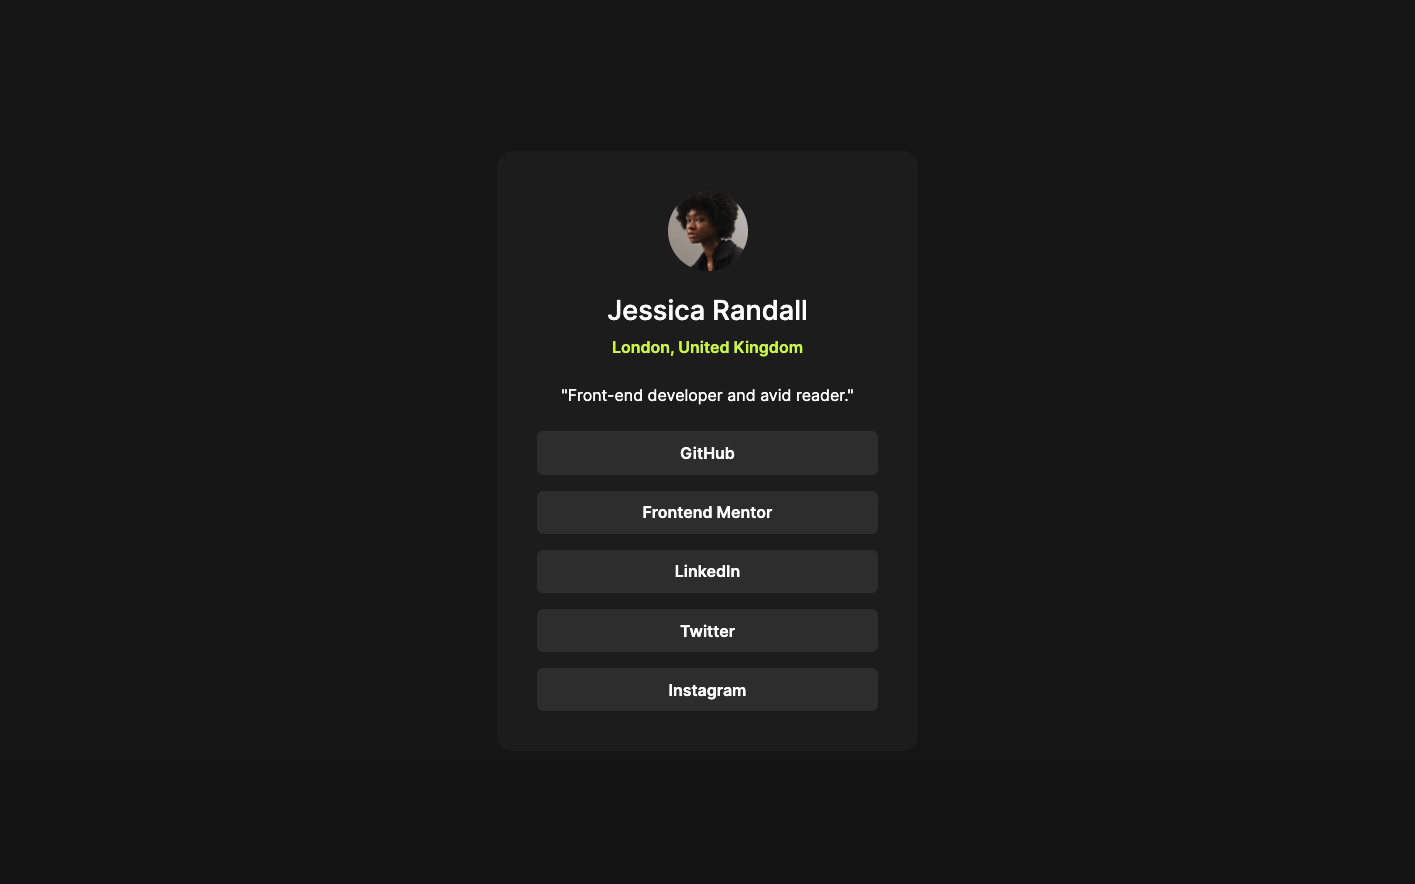 Jessica Randall
London, United Kingdom
"Front-end developer and avid reader."
GitHub
Frontend Mentor
LinkedIn
Twitter
Instagram